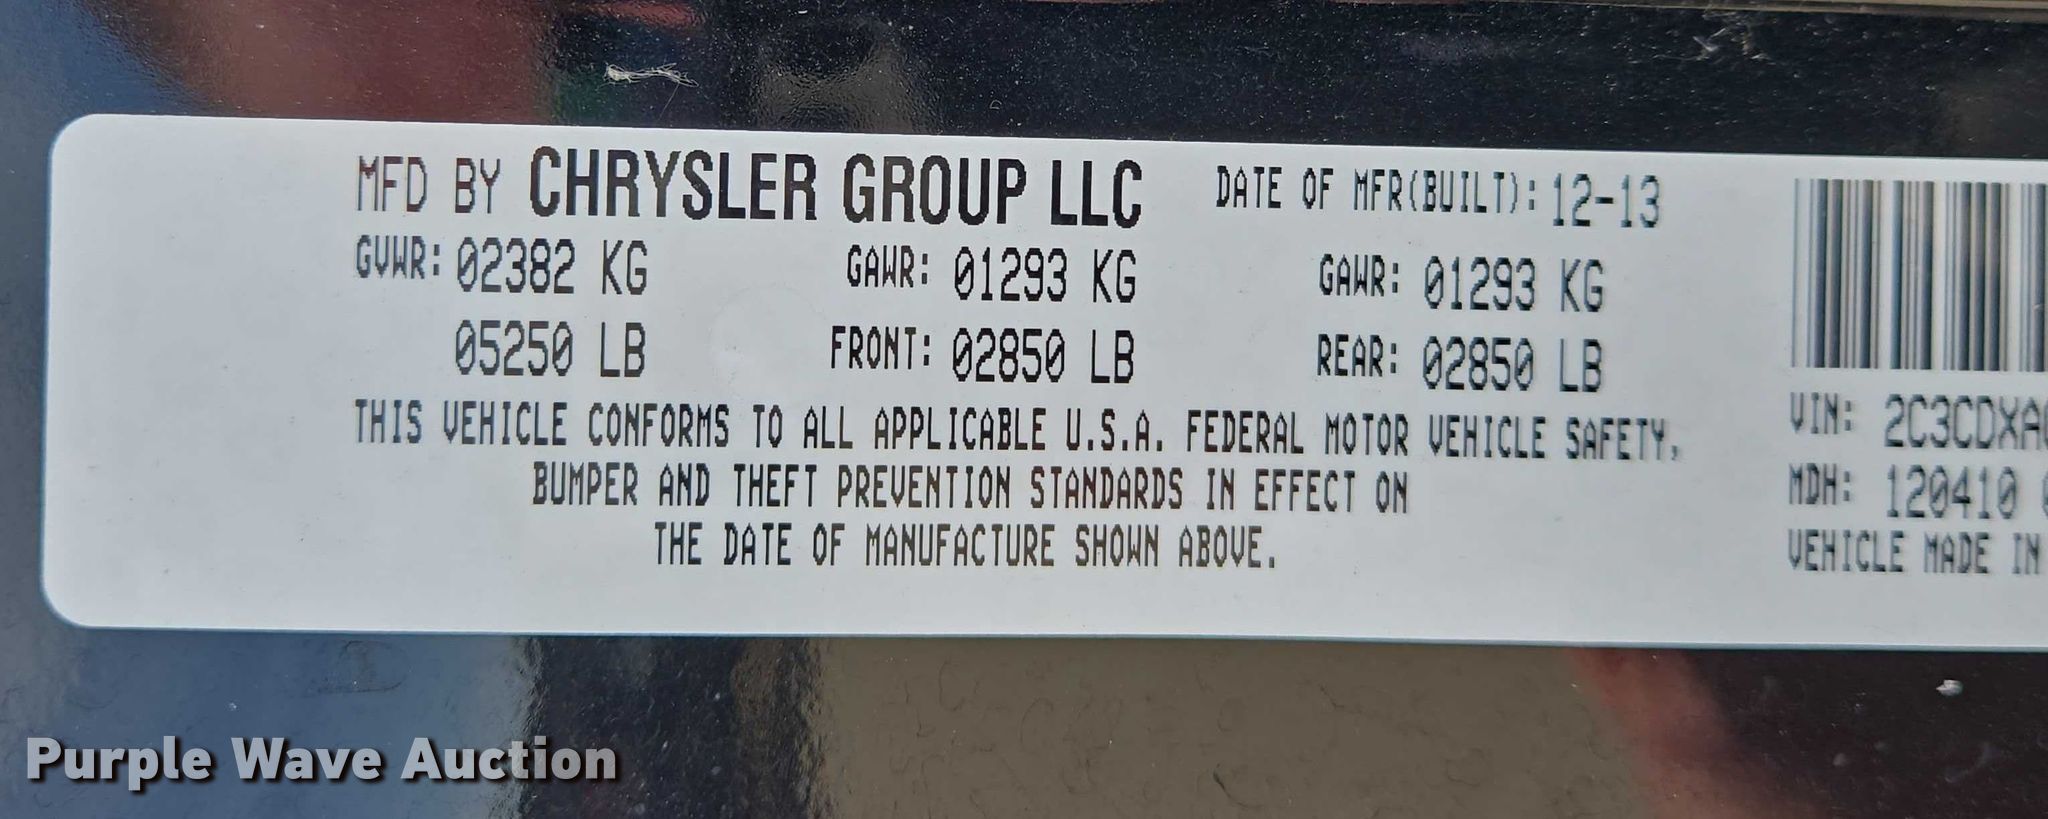 MFD BY CHRYSLER GROUP LLC DATE OF MFR(BUILT): 12-13
GVWR: 02382 KG GAWR: 01293 KG GAWR: 01293 KG
05250 LB FRONT: 02850 LB REAR: 02850 LB
THIS VEHICLE CONFORMS TO ALL APPLICABLE U.S.A. FEDERAL MOTOR VEHICLE SAFETY,
BUMPER AND THEFT PREVENTION STANDARDS IN EFFECT ON
THE DATE OF MANUFACTURE SHOWN ABOVE.
VIN: 2C3CDXA
MDH: 120410
VEHICLE MADE IN
Purple Wave Auction